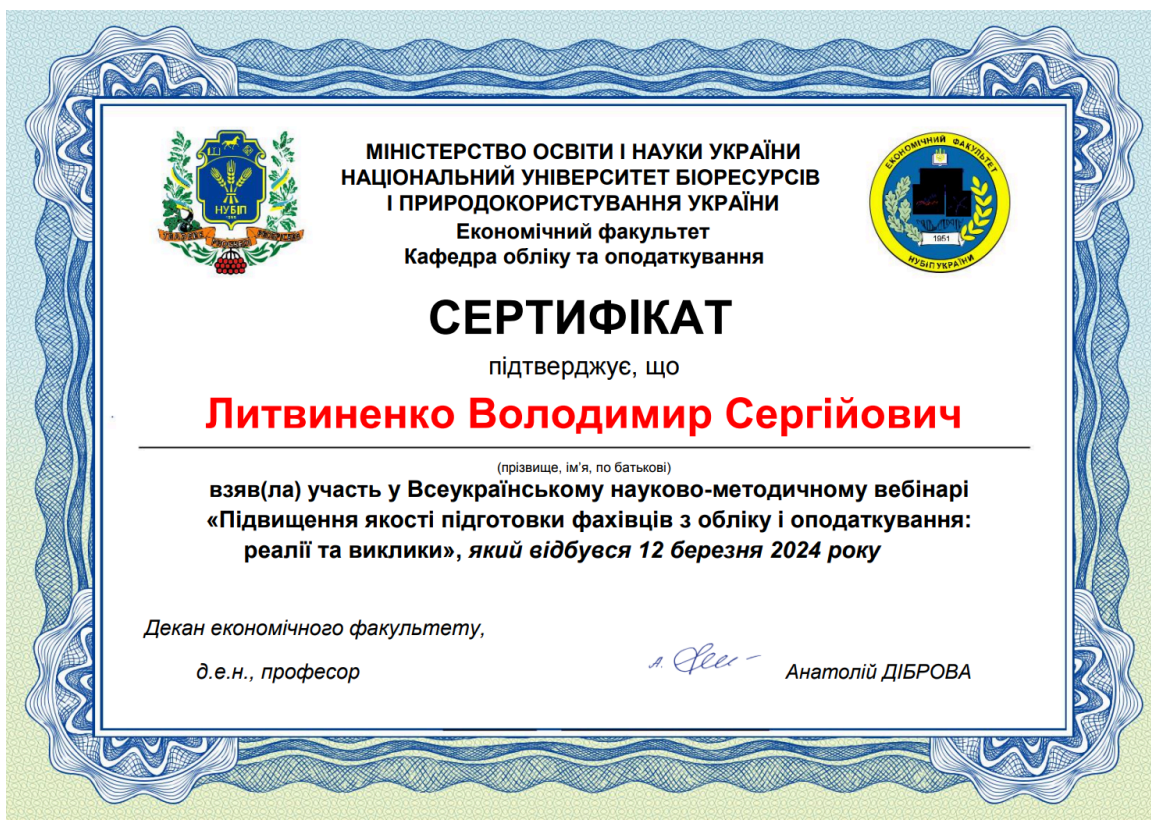 МІНІСТЕРСТВО ОСВІТИ І НАУКИ УКРАЇНИ
НАЦІОНАЛЬНИЙ УНІВЕРСИТЕТ БІОРЕСУРСІВ
І ПРИРОДОКОРИСТУВАННЯ УКРАЇНИ
Економічний факультет
Кафедра обліку та оподаткування
НУБІП
ЕКОНОМІЧНИЙ ФАКУЛЬТЕТ
1951
НУБІП УКРАЇНИ
СЕРТИФІКАТ
підтверджує, що
Литвиненко Володимир Сергійович
(прізвище, ім'я, по батькові)
взяв(ла) участь у Всеукраїнському науково-методичному вебінарі
«Підвищення якості підготовки фахівців з обліку і оподаткування:
реалії та виклики», який відбувся 12 березня 2024 року
Декан економічного факультету,
д.е.н., професор
Анатолій ДІБРОВА